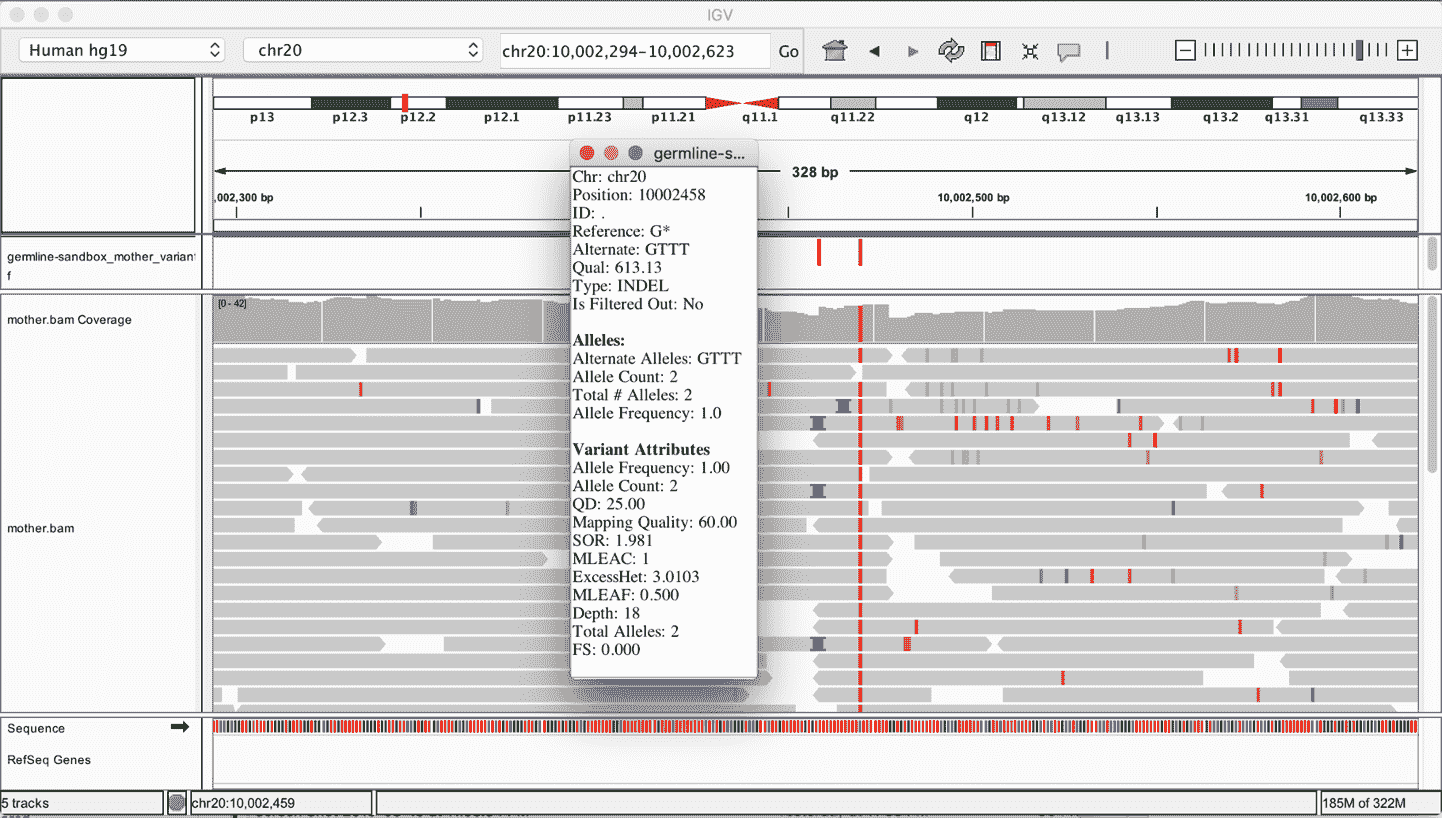 IGV
Human hg19 chr20 chr20:10,002,294-10,002,623 Go
p13 p12.3 p12.2 p12.1 p11.23 p11.21 q11.1 q11.22 q12 q13.12 q13.13 q13.2 q13.31 q13.33
germline-s...
328 bp
,002,300 bp 10,002,500 bp 10,002,600 bp
Chr: chr20
Position: 10002458
ID: .
Reference: G*
Alternate: GTTT
Qual: 613.13
Type: INDEL
Is Filtered Out: No
Alleles:
Alternate Alleles: GTTT
Allele Count: 2
Total # Alleles: 2
Allele Frequency: 1.0
Variant Attributes
Allele Frequency: 1.00
Allele Count: 2
QD: 25.00
Mapping Quality: 60.00
SOR: 1.981
MLEAC: 1
ExcessHet: 3.0103
MLEAF: 0.500
Depth: 18
Total Alleles: 2
FS: 0.000
germline-sandbox_mother_variant
f
[0 - 42]
mother.bam Coverage
mother.bam
Sequence
RefSeq Genes
5 tracks chr20:10,002,459 185M of 322M